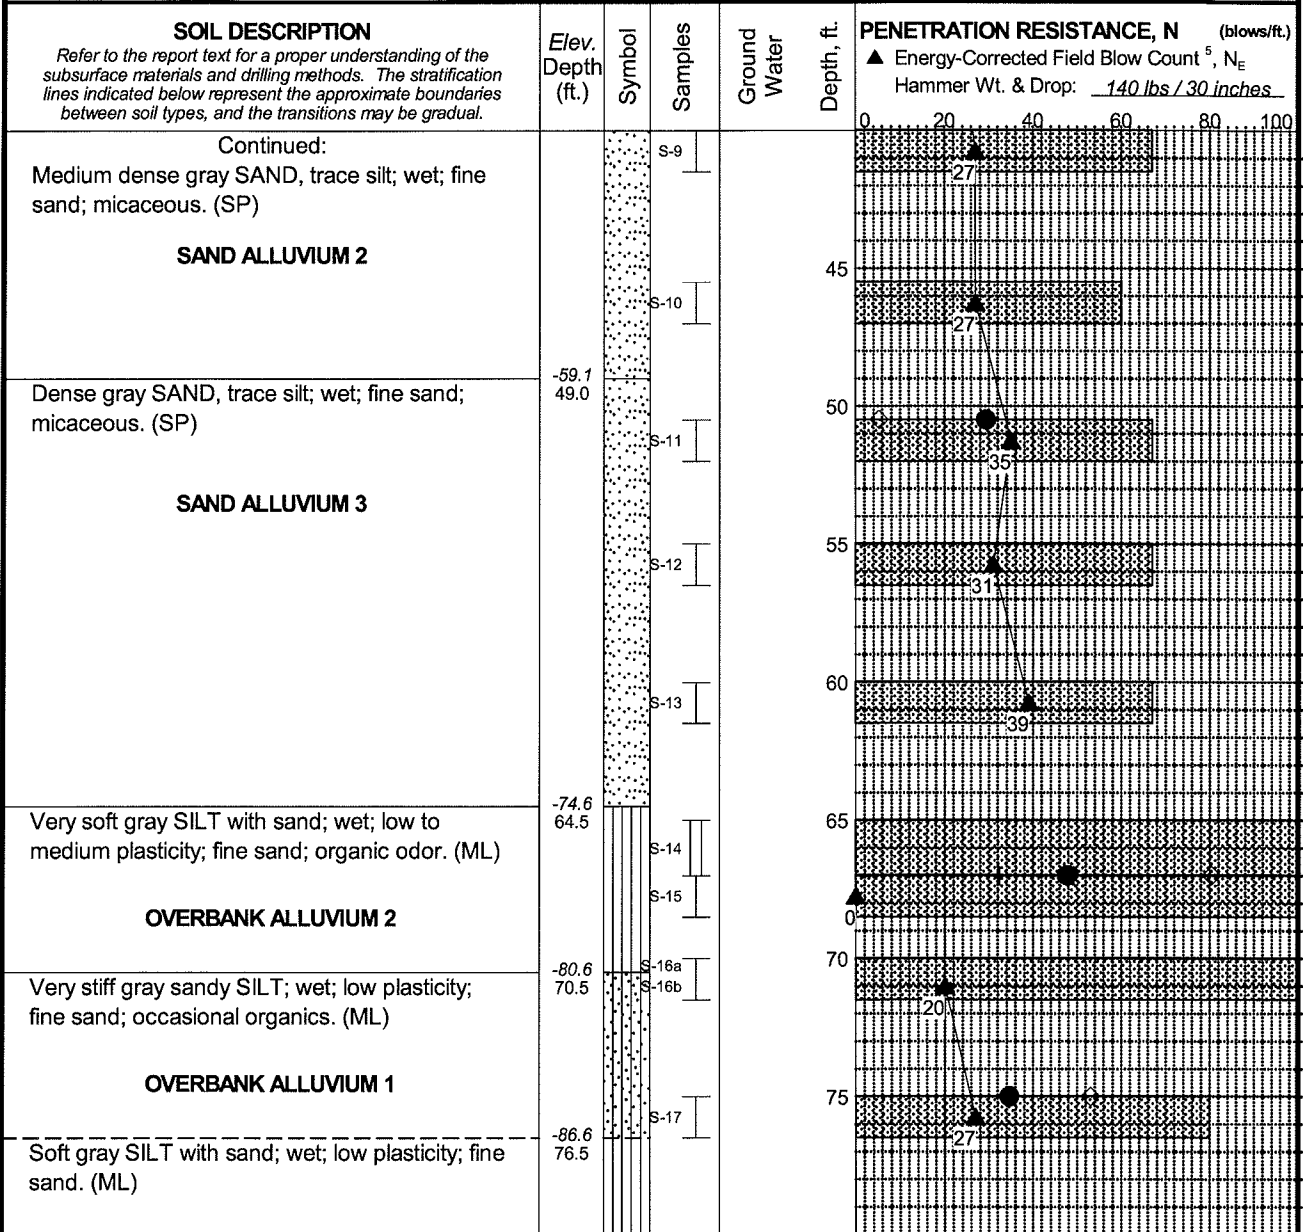 SOIL DESCRIPTION
Refer to the report text for a proper understanding of the
subsurface materials and drilling methods. The stratification
lines indicated below represent the approximate boundaries
between soil types, and the transitions may be gradual.
Elev.
Depth
(ft.)
Symbol
Samples
Ground
Water
Depth, ft.
PENETRATION RESISTANCE, N (blows/ft.)
▲ Energy-Corrected Field Blow Count 5, NE
Hammer Wt. & Drop: 140 lbs / 30 inches
0 20 40 60 80 100
Continued:
Medium dense gray SAND, trace silt; wet; fine
sand; micaceous. (SP)
SAND ALLUVIUM 2
S-9
27
45
S-10
27
-59.1
49.0
Dense gray SAND, trace silt; wet; fine sand;
micaceous. (SP)
SAND ALLUVIUM 3
50
S-11
35
55
S-12
31
60
S-13
39
-74.6
64.5
Very soft gray SILT with sand; wet; low to
medium plasticity; fine sand; organic odor. (ML)
OVERBANK ALLUVIUM 2
65
S-14
S-15
0
70
S-16a
-80.6
70.5
S-16b
Very stiff gray sandy SILT; wet; low plasticity;
fine sand; occasional organics. (ML)
OVERBANK ALLUVIUM 1
20
75
S-17
27
-86.6
76.5
Soft gray SILT with sand; wet; low plasticity; fine
sand. (ML)